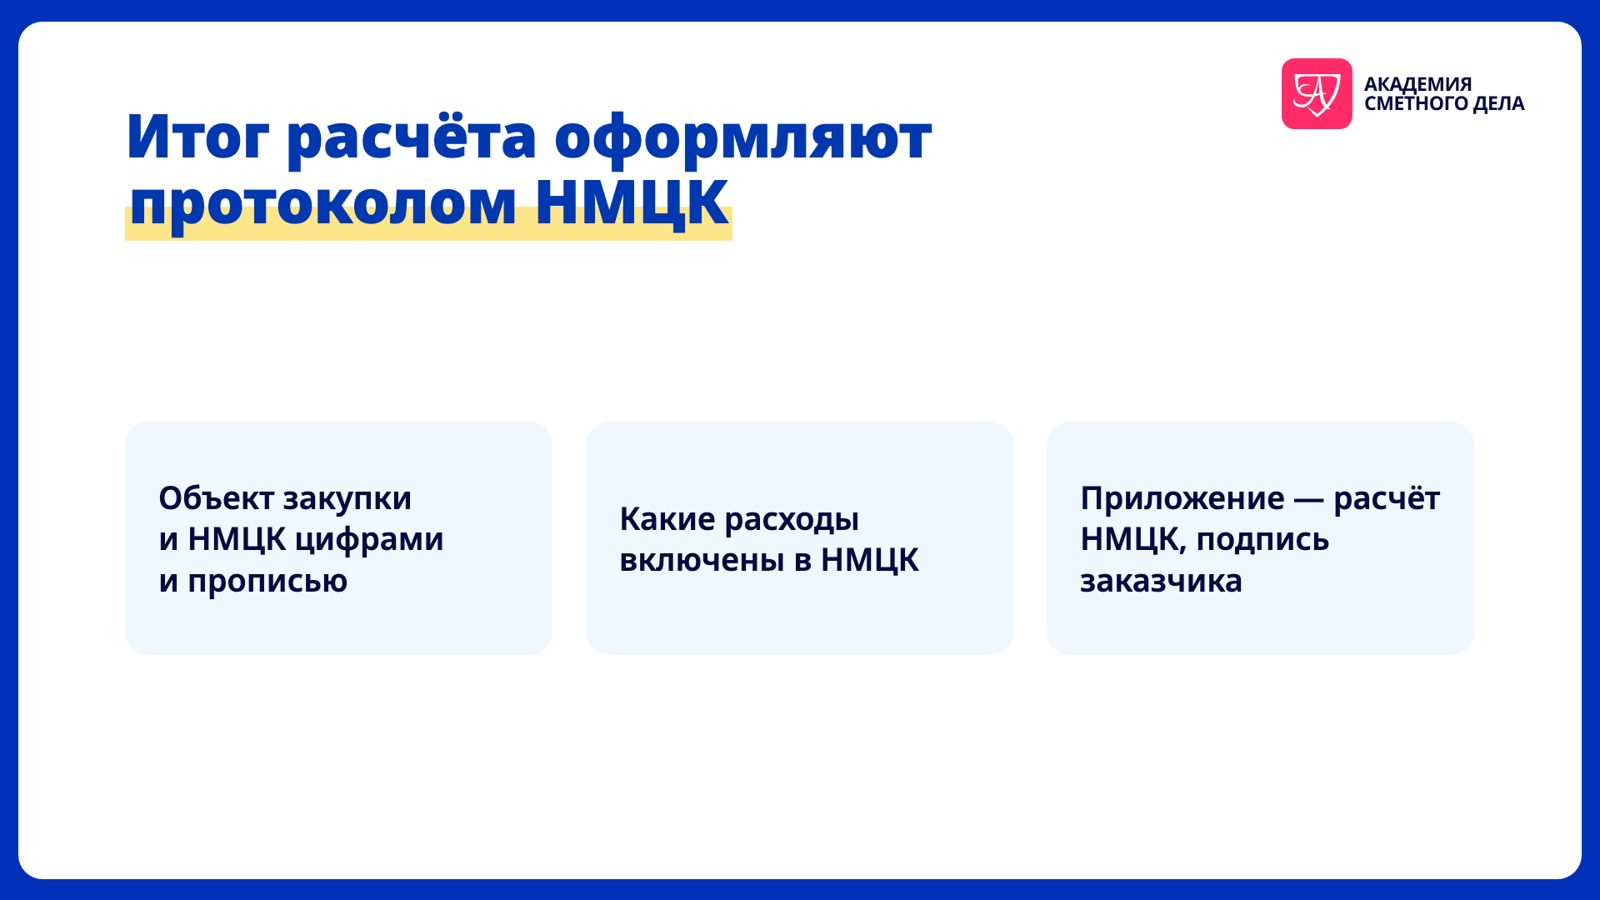 АКАДЕМИЯ
СМЕТНОГО ДЕЛА
Итог расчёта оформляют
протоколом НМЦК
Объект закупки
и НМЦК цифрами
и прописью
Какие расходы
включены в НМЦК
Приложение — расчёт
НМЦК, подпись
заказчика